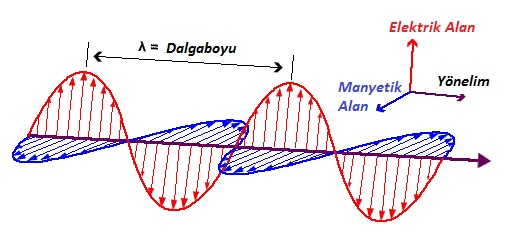 λ = Dalgaboyu
Elektrik Alan
Manyetik
Alan
Yönelim